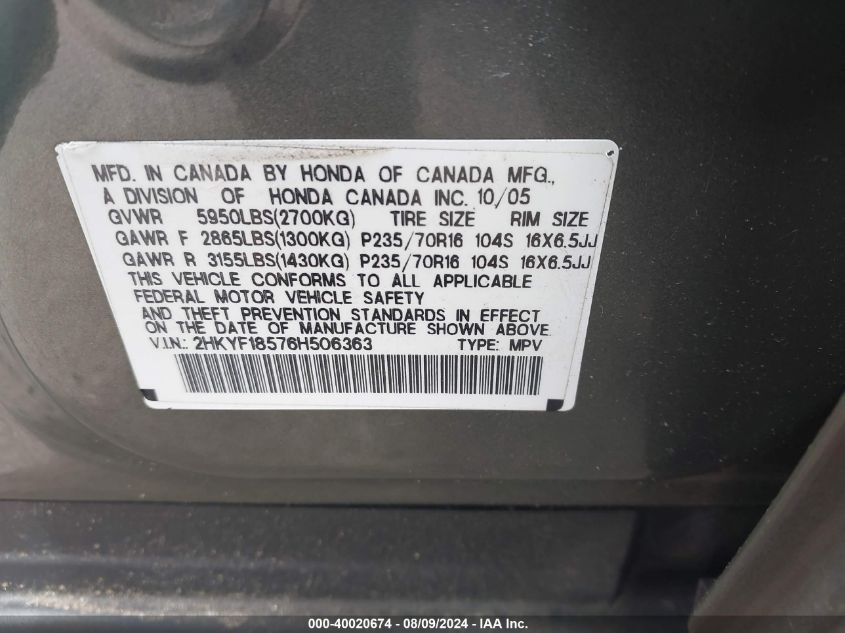 MFD. IN CANADA BY HONDA OF CANADA MFG.,
A DIVISION OF HONDA CANADA INC. 10/05
GVWR 5950LBS(2700KG) TIRE SIZE RIM SIZE
GAWR F 2865LBS(1300KG) P235/70R16 104S 16X6.5JJ
GAWR R 3155LBS(1430KG) P235/70R16 104S 16X6.5JJ
THIS VEHICLE CONFORMS TO ALL APPLICABLE
FEDERAL MOTOR VEHICLE SAFETY
AND THEFT PREVENTION STANDARDS IN EFFECT
ON THE DATE OF MANUFACTURE SHOWN ABOVE.
V.I.N.: 2HKYF18576H506363 TYPE: MPV
000-40020674 - 08/09/2024 - IAA Inc.